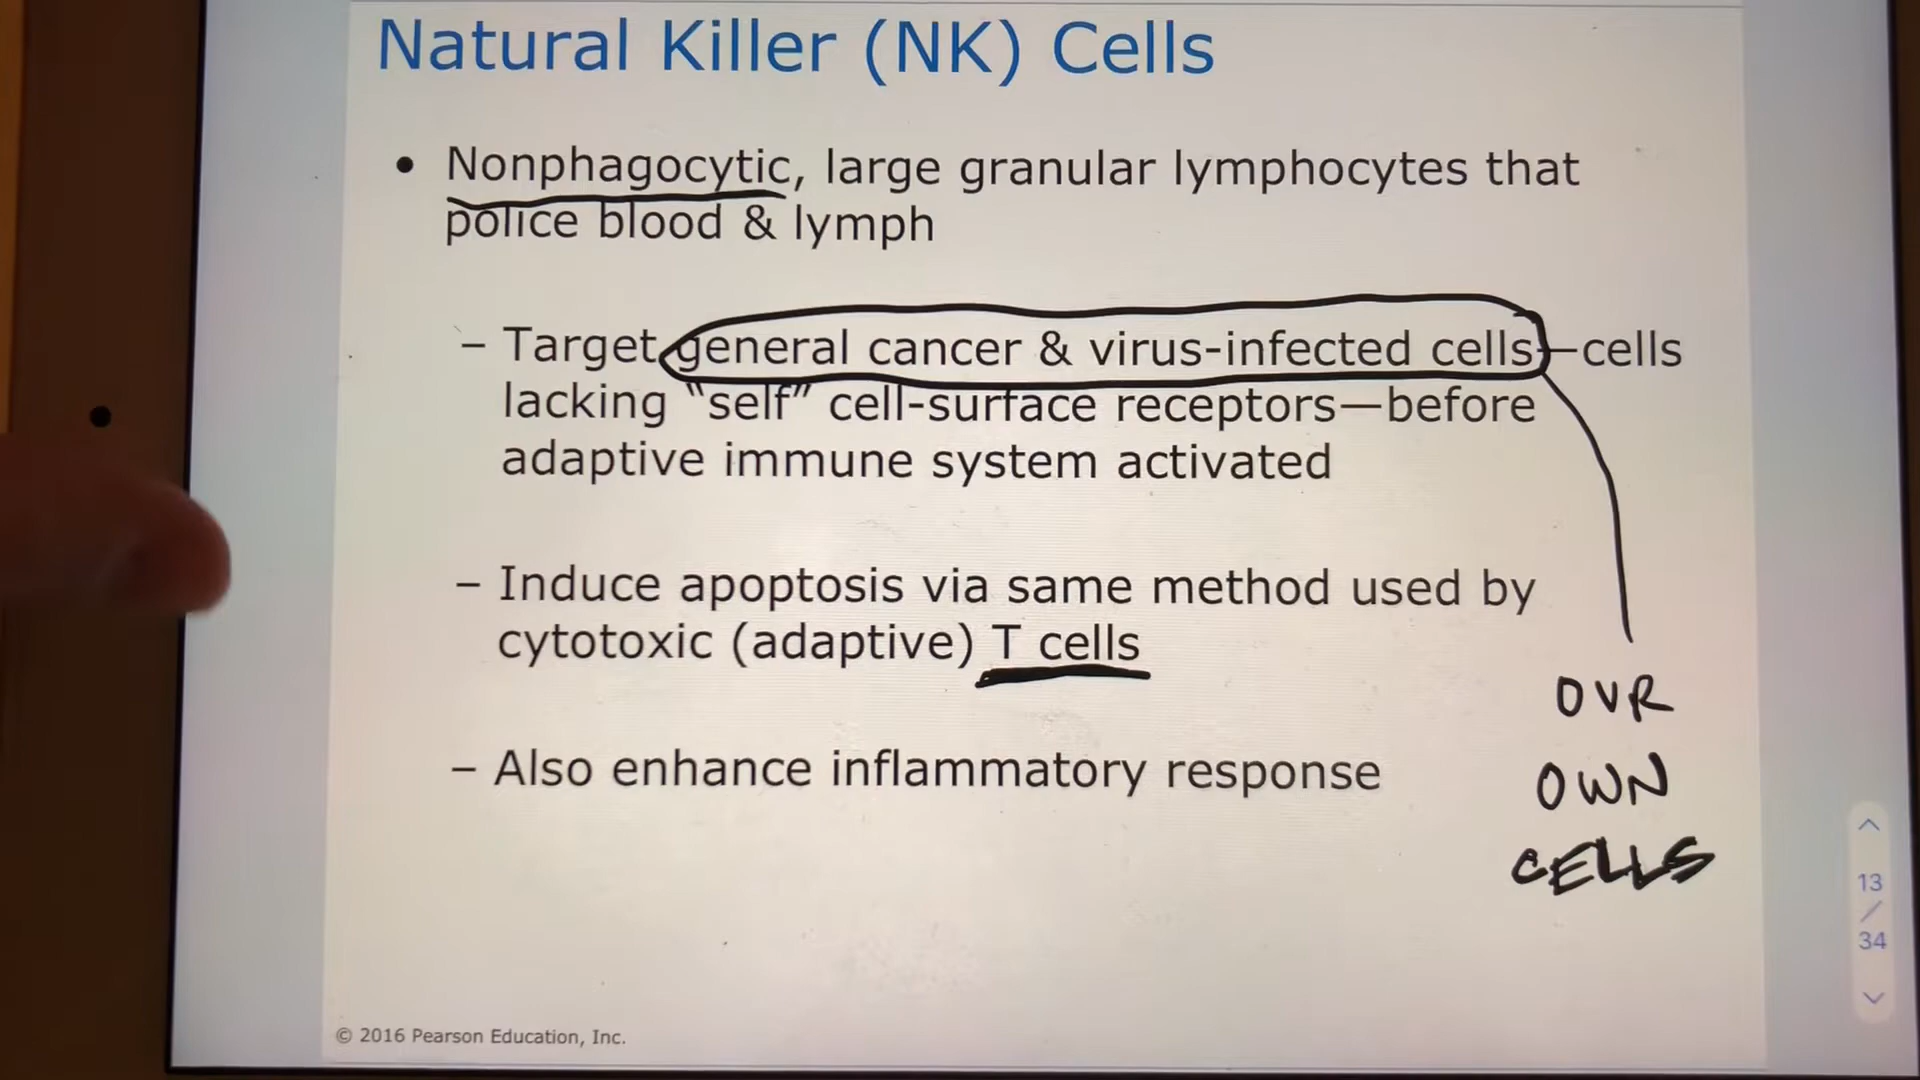 Natural Killer (NK) Cells
• Nonphagocytic, large granular lymphocytes that
police blood & lymph
– Target general cancer & virus-infected cells—cells
lacking “self” cell-surface receptors—before
adaptive immune system activated
– Induce apoptosis via same method used by
cytotoxic (adaptive) T cells
– Also enhance inflammatory response
OUR
OWN
CELLS
13
/
34
© 2016 Pearson Education, Inc.